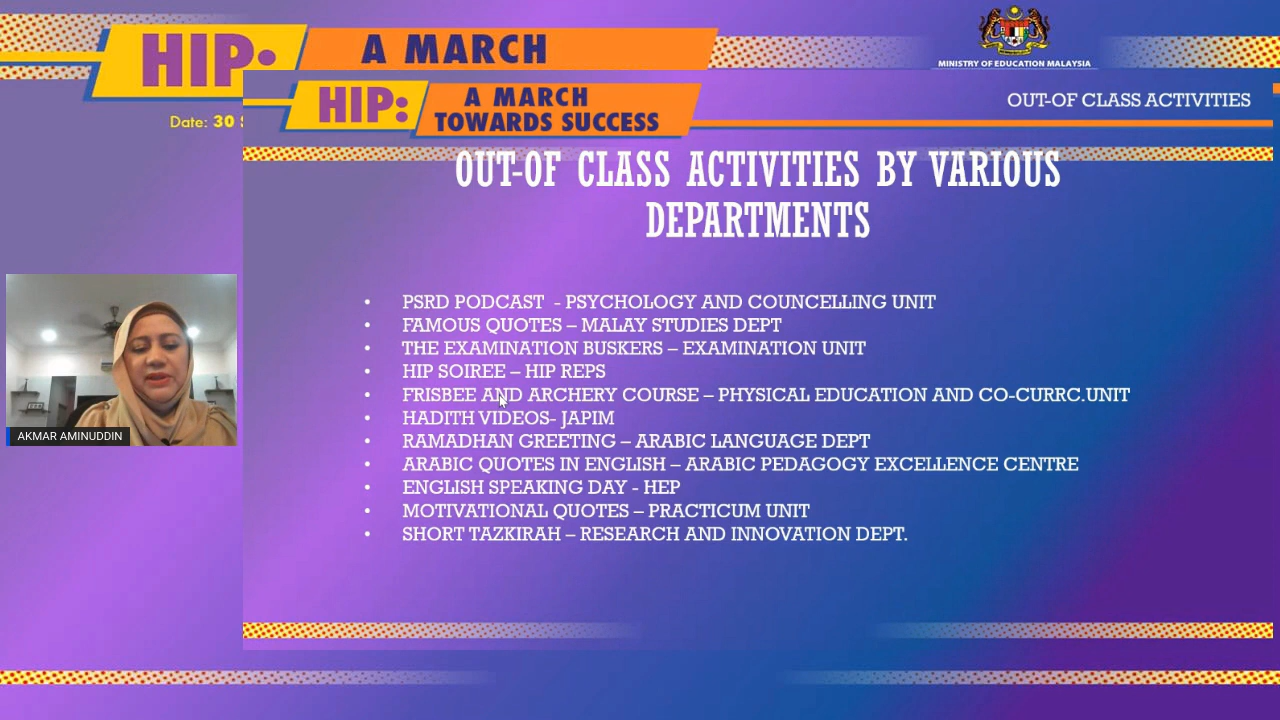 HIP:
A MARCH
MINISTRY OF EDUCATION MALAYSIA
Date: 30
HIP:
A MARCH
TOWARDS SUCCESS
OUT-OF CLASS ACTIVITIES
OUT-OF CLASS ACTIVITIES BY VARIOUS
DEPARTMENTS
• PSRD PODCAST - PSYCHOLOGY AND COUNCELLING UNIT
• FAMOUS QUOTES – MALAY STUDIES DEPT
• THE EXAMINATION BUSKERS – EXAMINATION UNIT
• HIP SOIREE – HIP REPS
• FRISBEE AND ARCHERY COURSE – PHYSICAL EDUCATION AND CO-CURRC.UNIT
• HADITH VIDEOS- JAPIM
• RAMADHAN GREETING – ARABIC LANGUAGE DEPT
• ARABIC QUOTES IN ENGLISH – ARABIC PEDAGOGY EXCELLENCE CENTRE
• ENGLISH SPEAKING DAY - HEP
• MOTIVATIONAL QUOTES – PRACTICUM UNIT
• SHORT TAZKIRAH – RESEARCH AND INNOVATION DEPT.
AKMAR AMINUDDIN